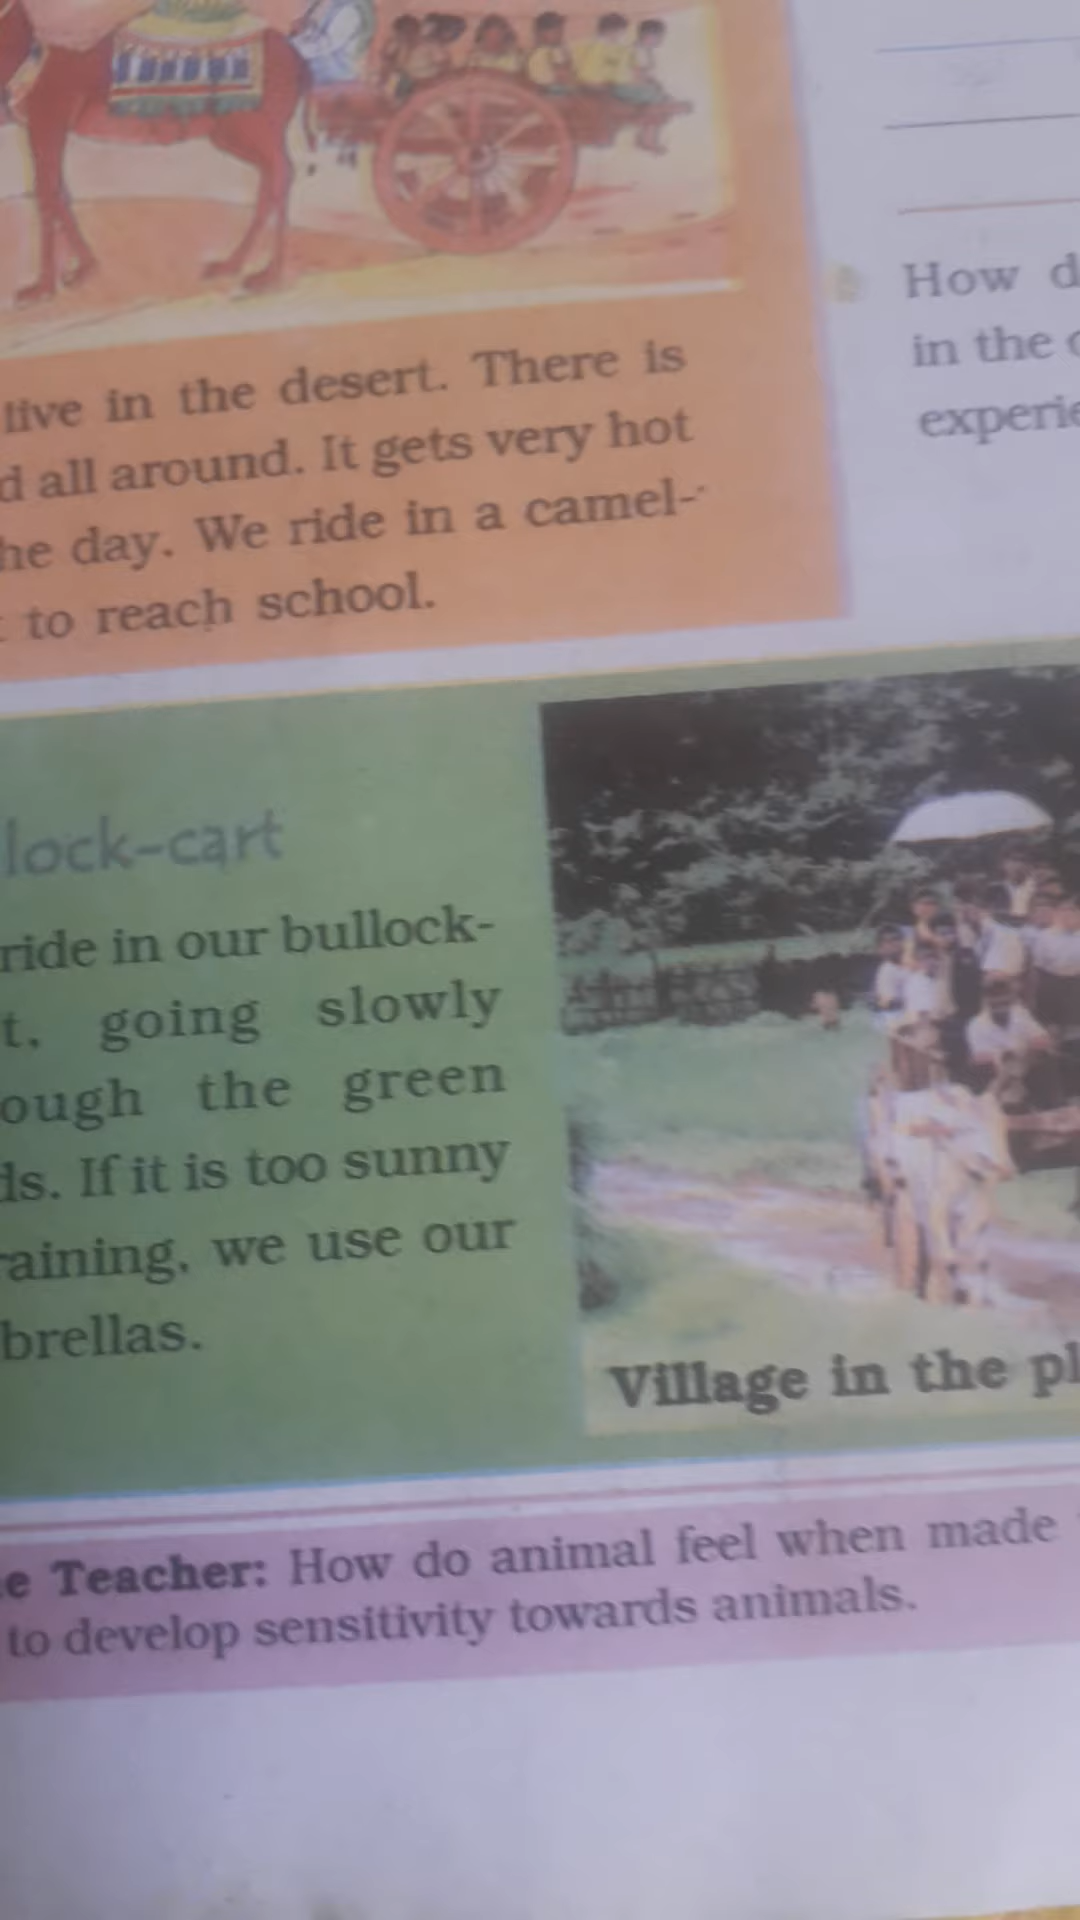 live in the desert. There is
all around. It gets very hot
day. We ride in a camel-
to reach school.
How
in the
lock-cart
ride in our bullock-
t, going slowly
ough the green
ds. If it is too sunny
raining, we use our
brellas.
Village in the pl
e Teacher: How do animal feel when made
to develop sensitivity towards animals.